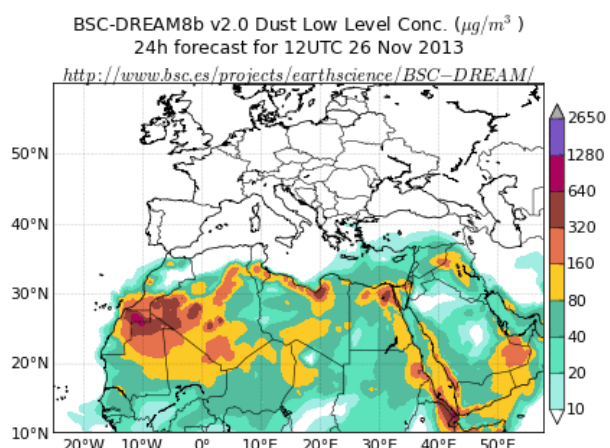 BSC-DREAM8b v2.0 Dust Low Level Conc. (μg/m³ )
24h forecast for 12UTC 26 Nov 2013
http://www.bsc.es/projects/earthscience/BSC−DREAM/
2650
1280
640
320
160
80
40
20
10
50°N
40°N
30°N
20°N
10°N
20°W 10°W 0° 10°E 20°E 30°E 40°E 50°E